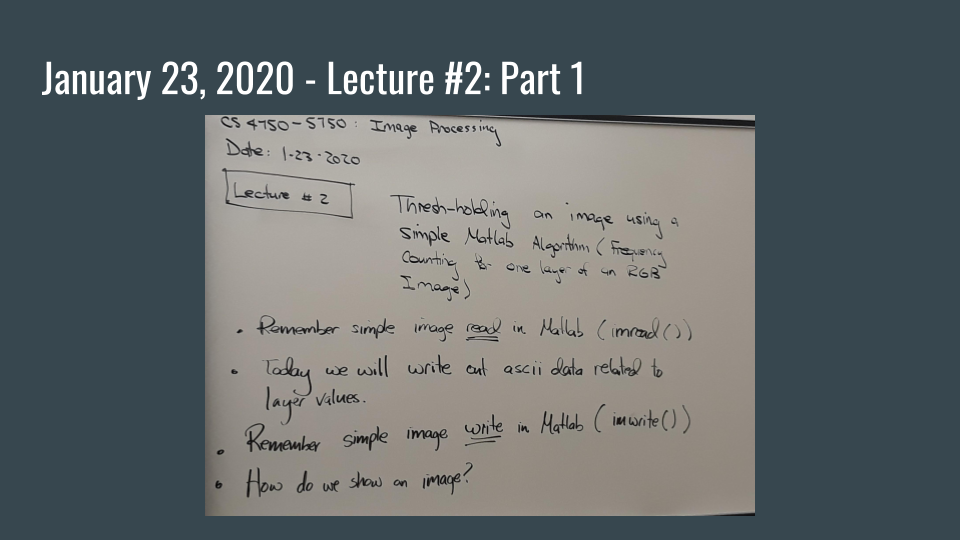 January 23, 2020 - Lecture #2: Part 1
CS 4750-5750: Image Processing
Date: 1-23-2020
Lecture # 2
Thresh-holding an image using a
simple Matlab Algorithm (Frequency
Counting for one layer of an RGB
Image)
• Remember simple image read in Matlab (imread())
• Today we will write out ascii data related to
layer values.
• Remember simple image write in Matlab (imwrite())
• How do we show an image?